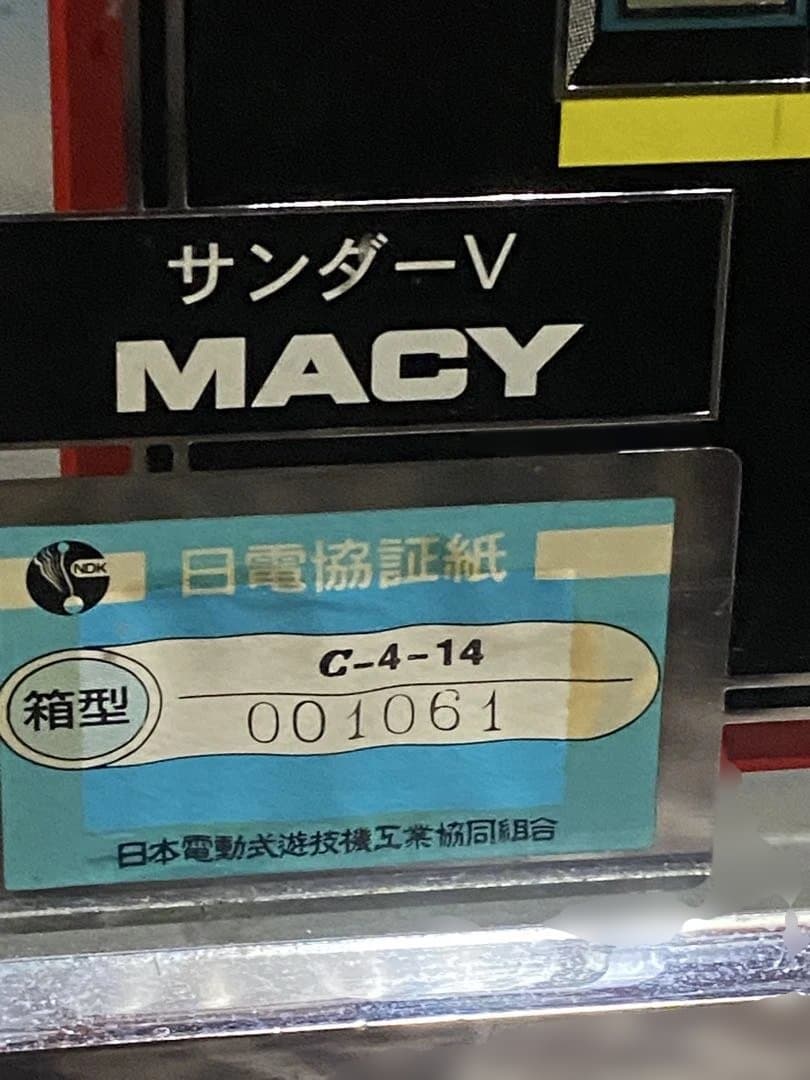 サンダーV
MACY
NDK
日電協証紙
箱型
C-4-14
001061
日本電動式遊技機工業協同組合